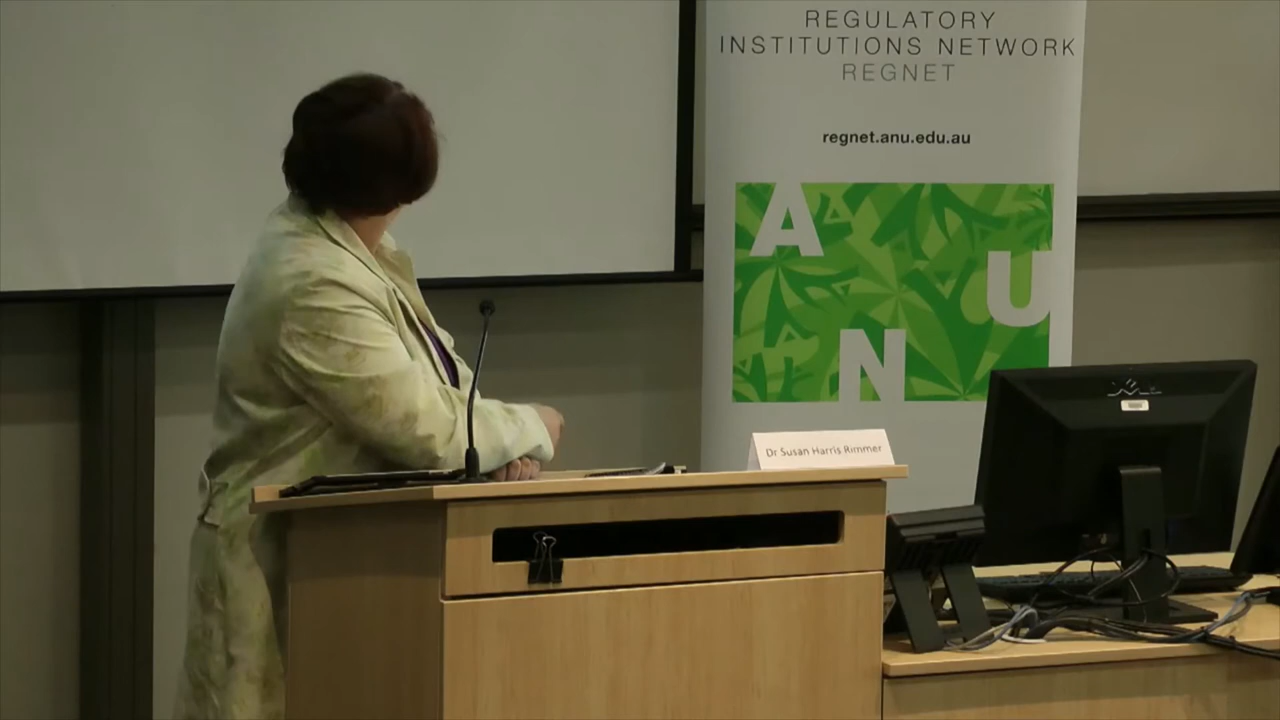 REGULATORY
INSTITUTIONS NETWORK
REGNET
regnet.anu.edu.au
A
U
N
Dr Susan Harris Rimmer